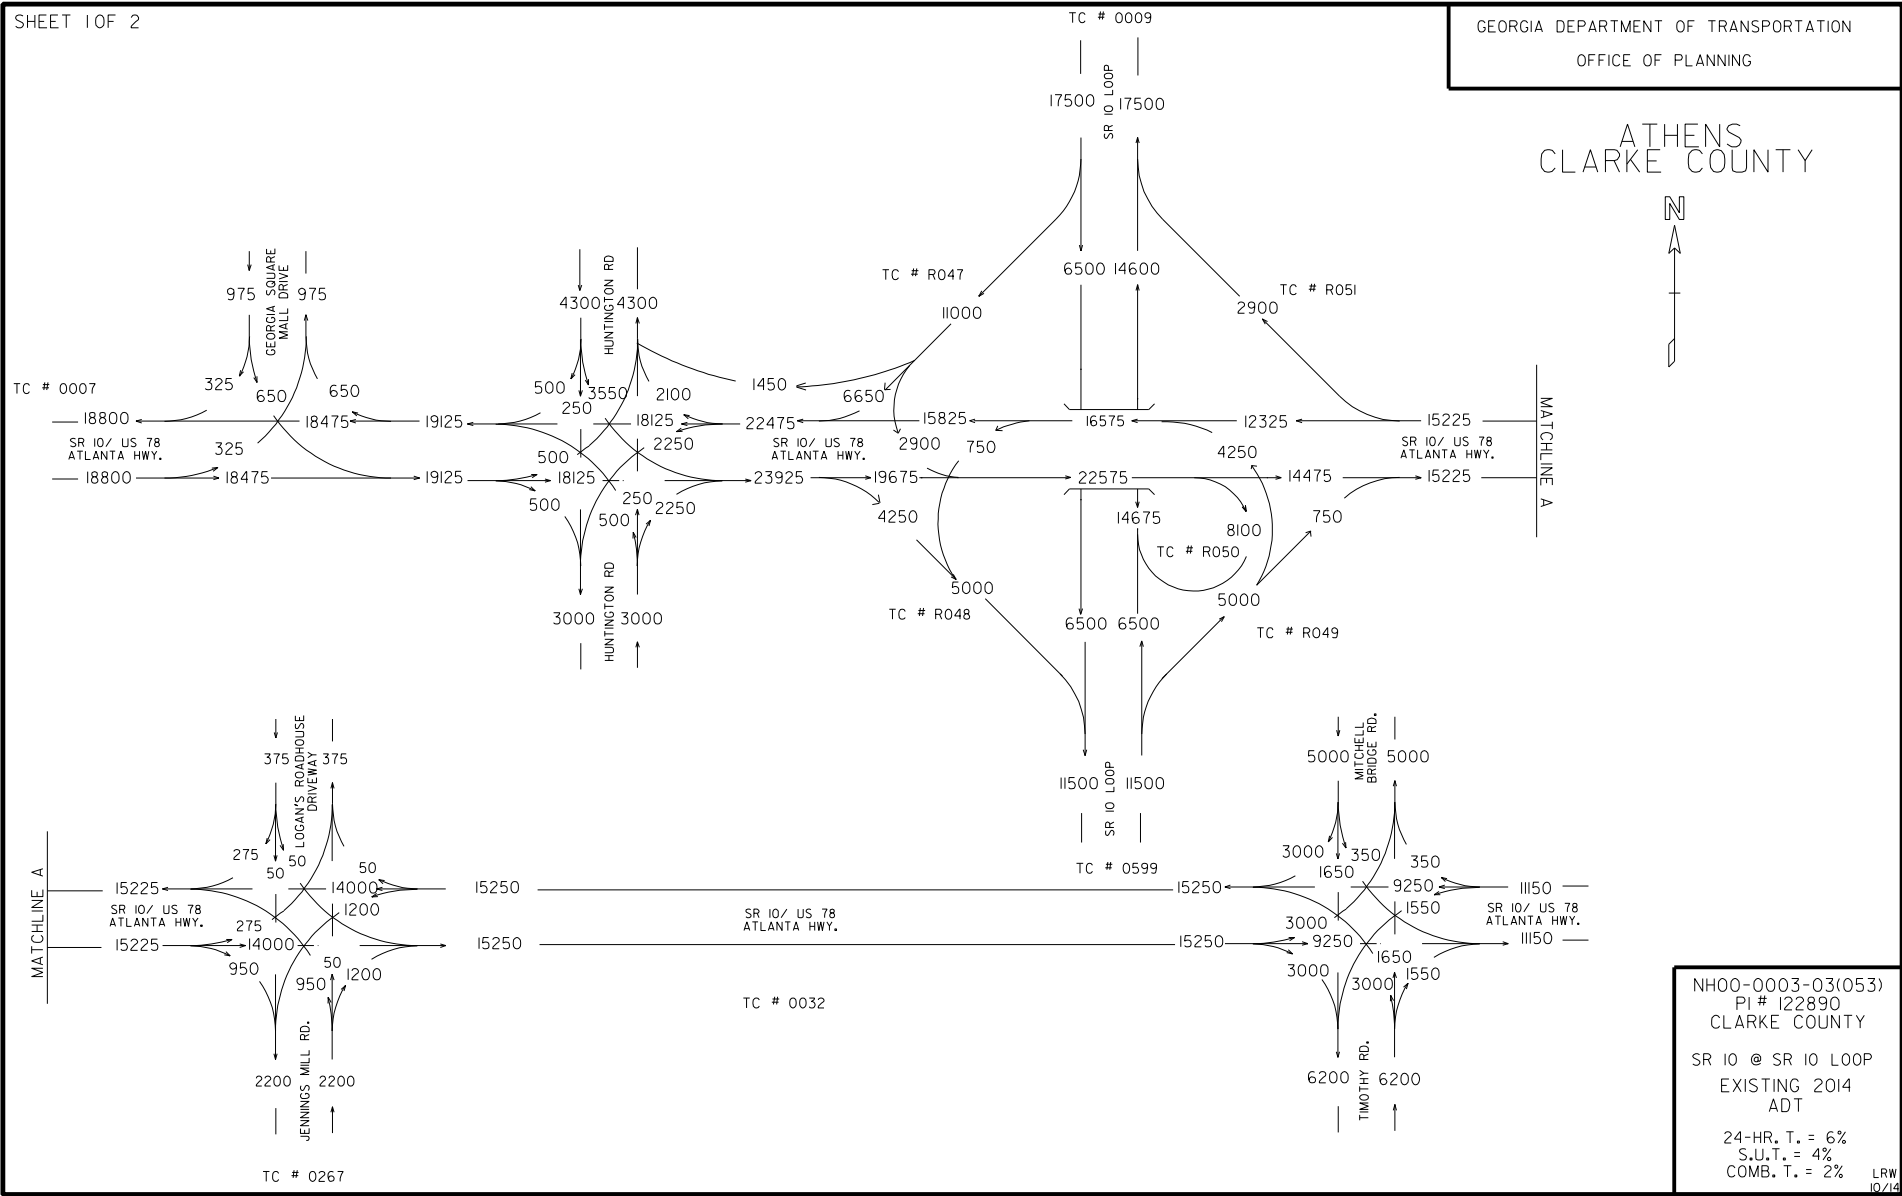 SHEET 1 OF 2
TC # 0009
GEORGIA DEPARTMENT OF TRANSPORTATION
OFFICE OF PLANNING
17500
SR 10 LOOP
17500
ATHENS
CLARKE COUNTY
N
TC # R047
6500
14600
TC # R051
11000
2900
975
GEORGIA SQUARE
MALL DRIVE
975
4300
HUNTINGTON RD
4300
TC # 0007
325
650
650
500
3550
250
2100
1450
6650
18800
18475
19125
18125
22475
15825
16575
12325
15225
SR 10/ US 78
ATLANTA HWY.
325
500
2250
SR 10/ US 78
ATLANTA HWY.
2900
750
4250
SR 10/ US 78
ATLANTA HWY.
MATCHLINE A
18800
18475
19125
18125
23925
19675
22575
14475
15225
500
250
500
2250
4250
14675
8100
750
TC # R050
5000
TC # R048
5000
TC # R049
3000
HUNTINGTON RD
3000
6500
6500
11500
SR 10 LOOP
11500
TC # 0599
375
LOGAN'S ROADHOUSE
DRIVEWAY
375
5000
MITCHELL
BRIDGE RD.
5000
275
50
50
50
3000
350
1650
350
MATCHLINE A
15225
14000
15250
15250
9250
11150
SR 10/ US 78
ATLANTA HWY.
275
1200
SR 10/ US 78
ATLANTA HWY.
3000
1550
SR 10/ US 78
ATLANTA HWY.
15225
14000
15250
15250
9250
11150
950
50
950
1200
3000
1650
3000
1550
TC # 0032
2200
JENNINGS MILL RD.
2200
6200
TIMOTHY RD.
6200
TC # 0267
NH00-0003-03(053)
PI # 122890
CLARKE COUNTY
SR 10 @ SR 10 LOOP
EXISTING 2014
ADT
24-HR. T. = 6%
S.U.T. = 4%
COMB. T. = 2%
LRW
10/14